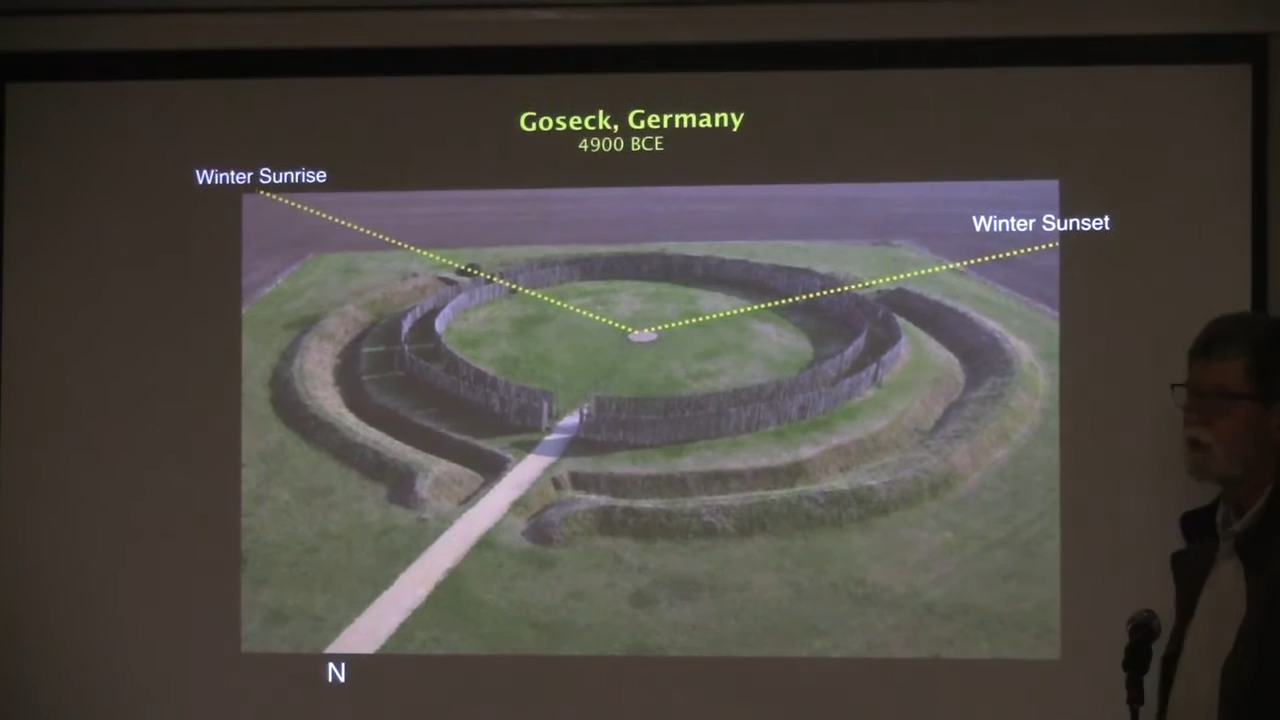 Goseck, Germany
4900 BCE
Winter Sunrise
Winter Sunset
N